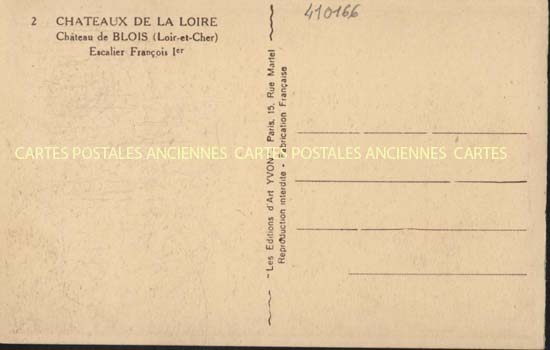 2 CHATEAUX DE LA LOIRE
Château de BLOIS (Loir-et-Cher)
Escalier François Ier
410166
CARTES POSTALES ANCIENNES CARTES POSTALES ANCIENNES CARTES
"Les Editions d'Art YVON" - Paris, 15, Rue Martel
Reproduction interdite - Fabrication Française